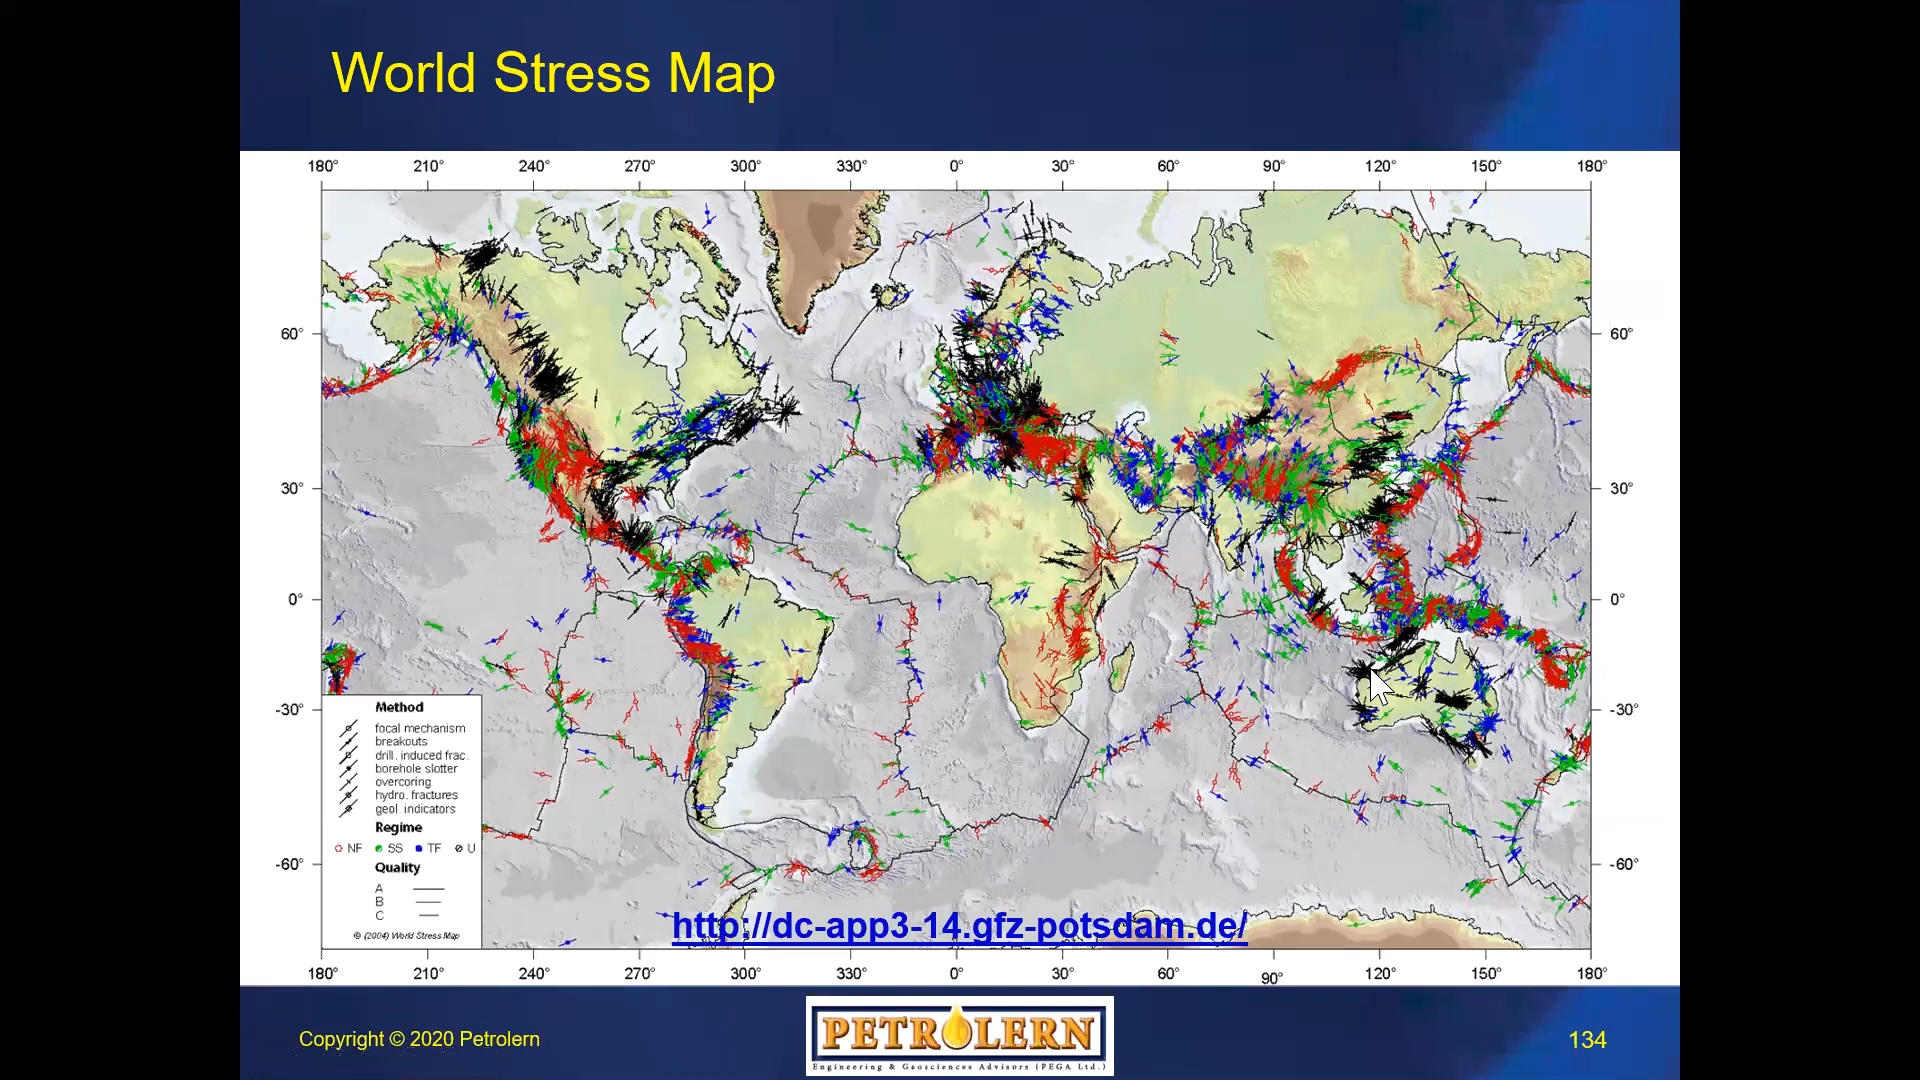 World Stress Map
180° 210° 240° 270° 300° 330° 0° 30° 60° 90° 120° 150° 180°
60° 60°
30° 30°
0° 0°
-30° -30°
-60° -60°
Method
focal mechanism
breakouts
drill. induced frac.
borehole slotter
overcoring
hydro. fractures
geol. indicators
Regime
NF SS TF U
Quality
A
B
C
© (2004) World Stress Map
http://dc-app3-14.gfz-potsdam.de/
180° 210° 240° 270° 300° 330° 0° 30° 60° 90° 120° 150° 180°
Copyright © 2020 Petrolern
PETROLERN
Engineering & Geosciences Advisors (PEGA Ltd.)
134